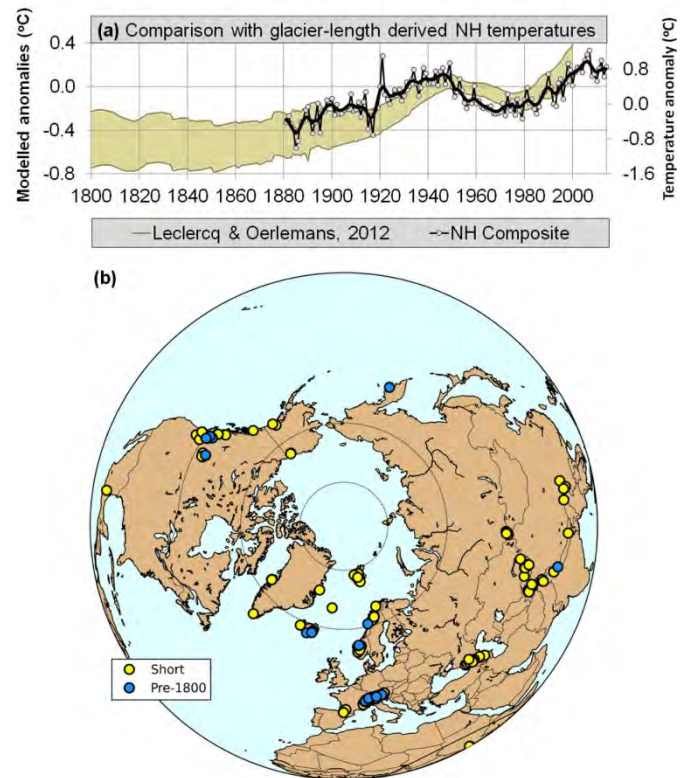 (a) Comparison with glacier-length derived NH temperatures
Modelled anomalies (ºC)
0.4
0.0
-0.4
-0.8
Temperature anomaly (ºC)
0.8
0.0
-0.8
-1.6
1800 1820 1840 1860 1880 1900 1920 1940 1960 1980 2000
Leclercq & Oerlemans, 2012 NH Composite
(b)
Short
Pre-1800